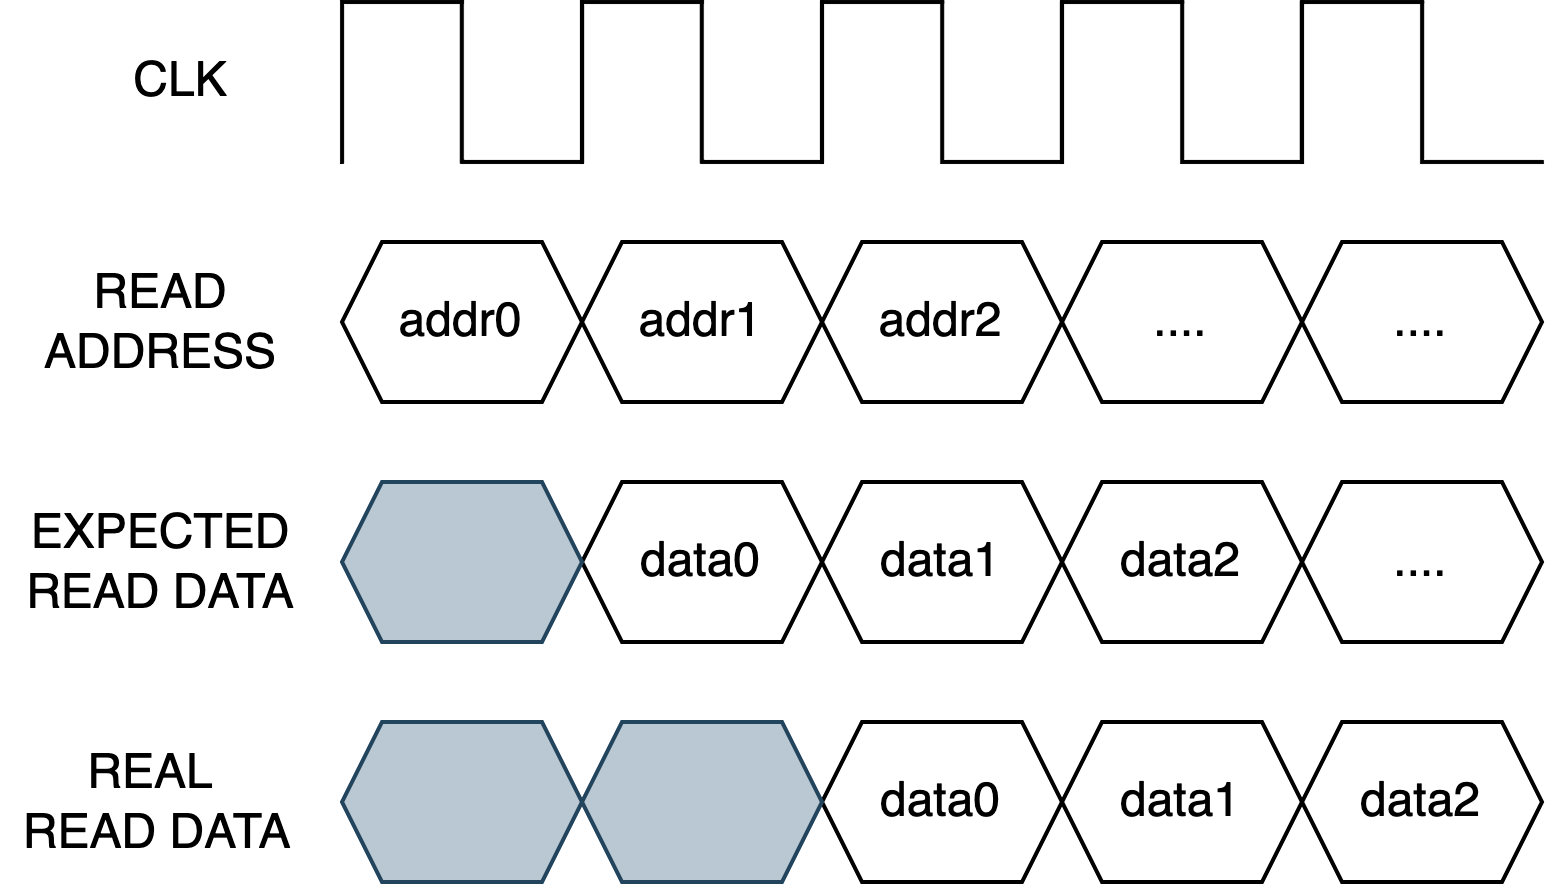 CLK
READ
ADDRESS
addr0 addr1 addr2 .... ....
EXPECTED
READ DATA
data0 data1 data2 ....
REAL
READ DATA
data0 data1 data2